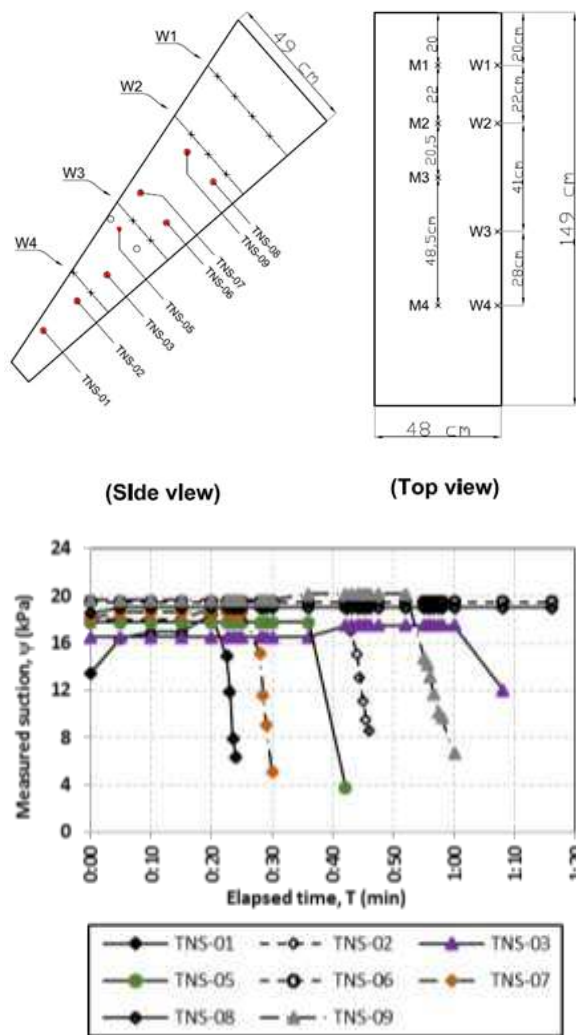 49 cm
W1
W2
W3
W4
TNS-08
TNS-09
TNS-07
TNS-06
TNS-05
TNS-03
TNS-02
TNS-01
20
20cm
M1
W1
22
22cm
M2
W2
20,5
41cm
M3
48,5cm
W3
28cm
M4
W4
149 cm
48 cm
(Side view)
(Top view)
24
20
16
12
8
4
0
Measured suction, ψ (kPa)
0:00
0:10
0:20
0:30
0:40
0:50
1:00
1:10
1:20
Elapsed time, T (min)
TNS-01 TNS-02 TNS-03
TNS-05 TNS-06 TNS-07
TNS-08 TNS-09